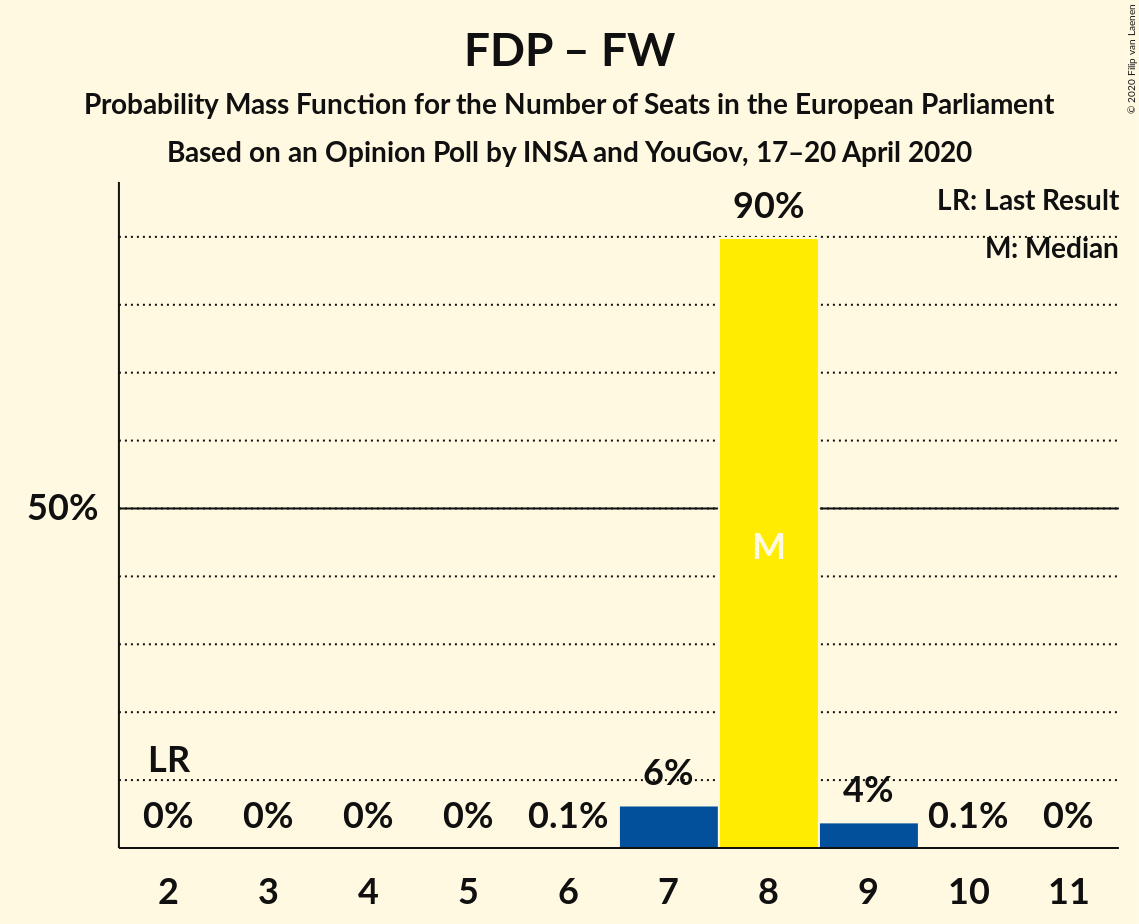 FDP – FW
Probability Mass Function for the Number of Seats in the European Parliament
Based on an Opinion Poll by INSA and YouGov, 17–20 April 2020
© 2020 Filip van Laenen
LR: Last Result
M: Median
90%
50%
M
LR
0%
0%
0%
0%
0.1%
6%
4%
0.1%
0%
2 3 4 5 6 7 8 9 10 11